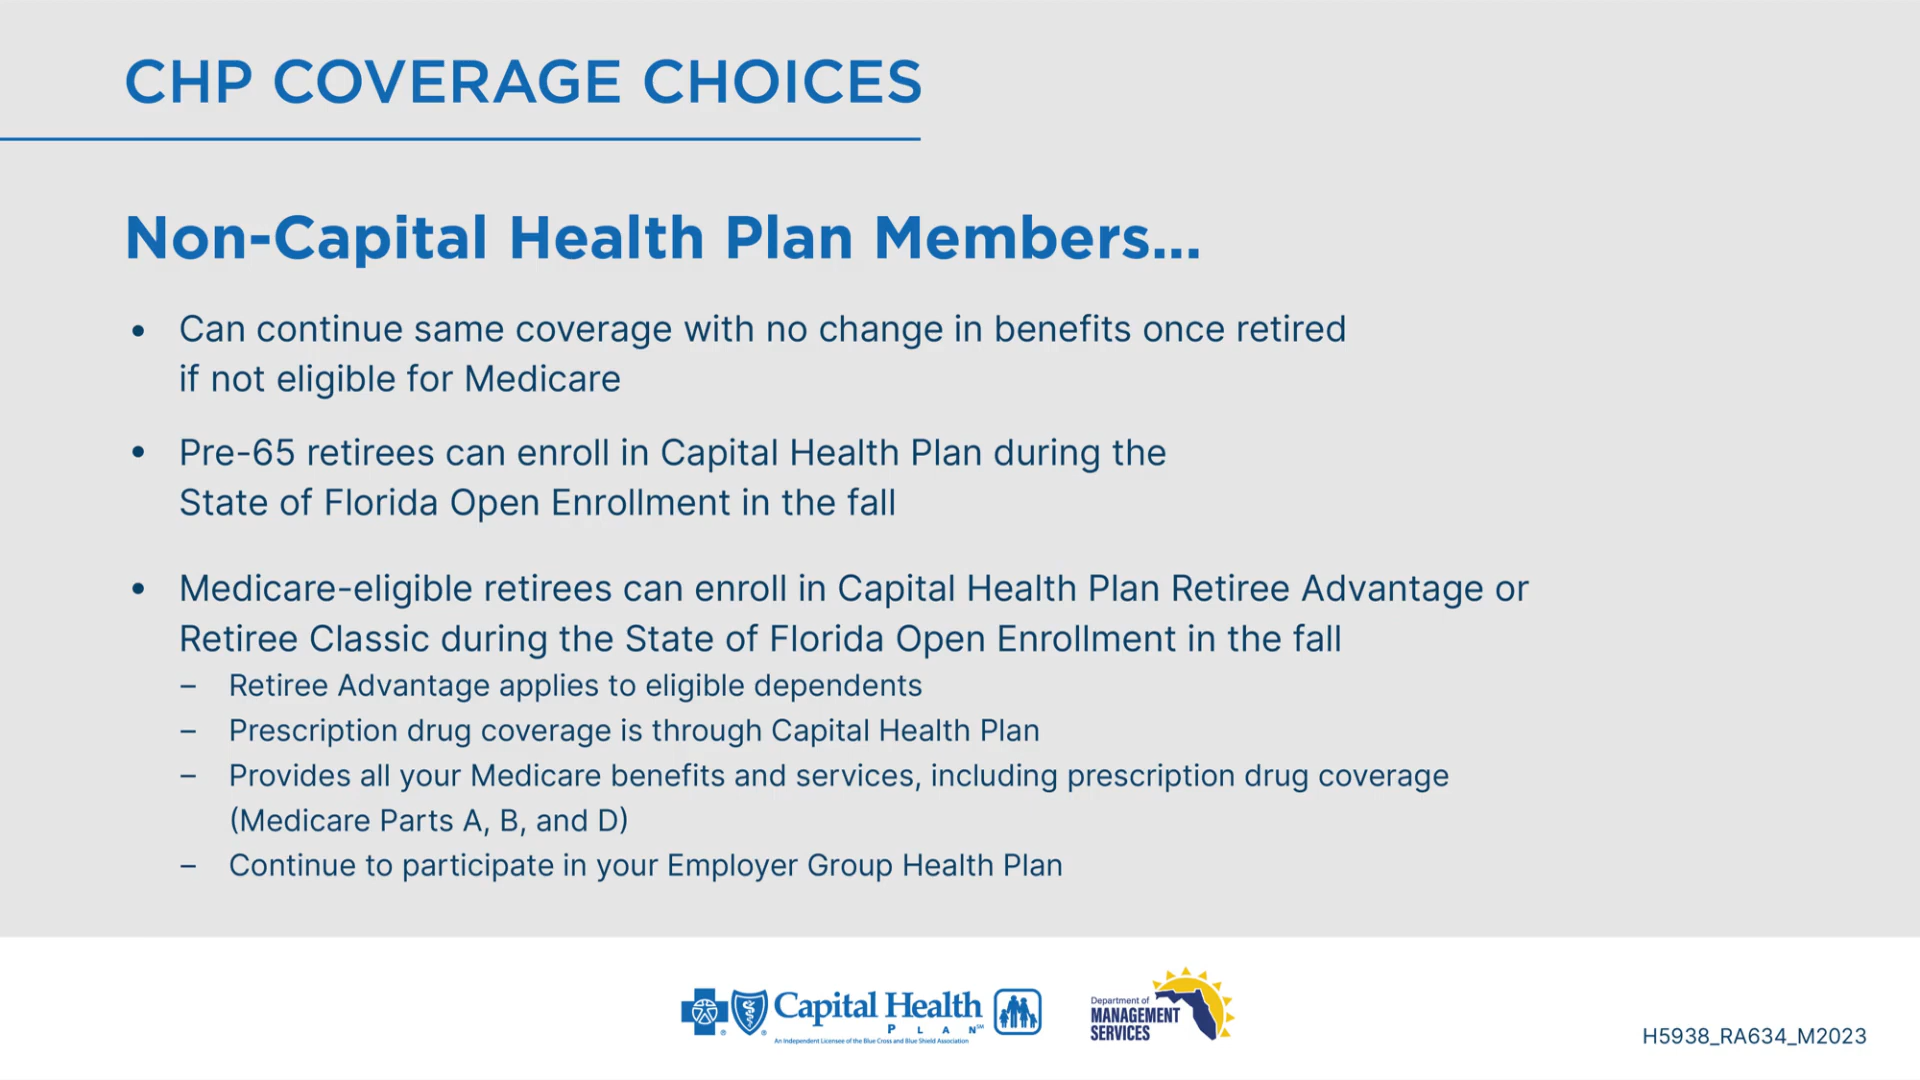 CHP COVERAGE CHOICES
Non-Capital Health Plan Members...
• Can continue same coverage with no change in benefits once retired
if not eligible for Medicare
• Pre-65 retirees can enroll in Capital Health Plan during the
State of Florida Open Enrollment in the fall
• Medicare-eligible retirees can enroll in Capital Health Plan Retiree Advantage or
Retiree Classic during the State of Florida Open Enrollment in the fall
– Retiree Advantage applies to eligible dependents
– Prescription drug coverage is through Capital Health Plan
– Provides all your Medicare benefits and services, including prescription drug coverage
(Medicare Parts A, B, and D)
– Continue to participate in your Employer Group Health Plan
Capital Health
PLAN℠
An Independent Licensee of the Blue Cross and Blue Shield Association
Department of
MANAGEMENT
SERVICES
H5938_RA634_M2023